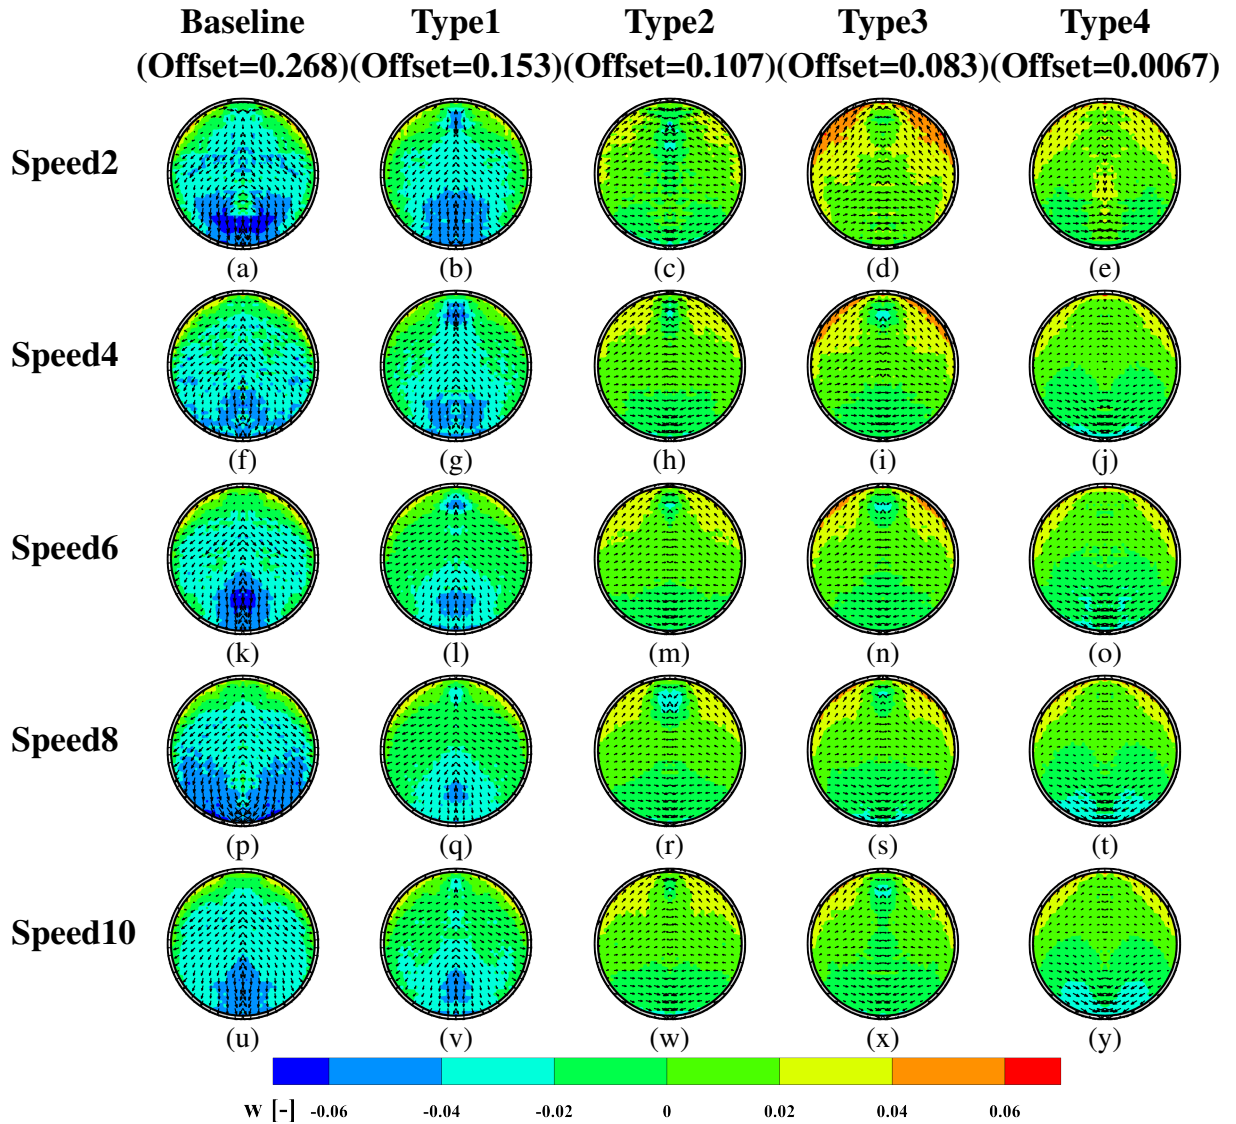 Baseline Type1 Type2 Type3 Type4
(Offset=0.268)(Offset=0.153)(Offset=0.107)(Offset=0.083)(Offset=0.0067)
Speed2
(a) (b) (c) (d) (e)
Speed4
(f) (g) (h) (i) (j)
Speed6
(k) (l) (m) (n) (o)
Speed8
(p) (q) (r) (s) (t)
Speed10
(u) (v) (w) (x) (y)
w [-] -0.06 -0.04 -0.02 0 0.02 0.04 0.06